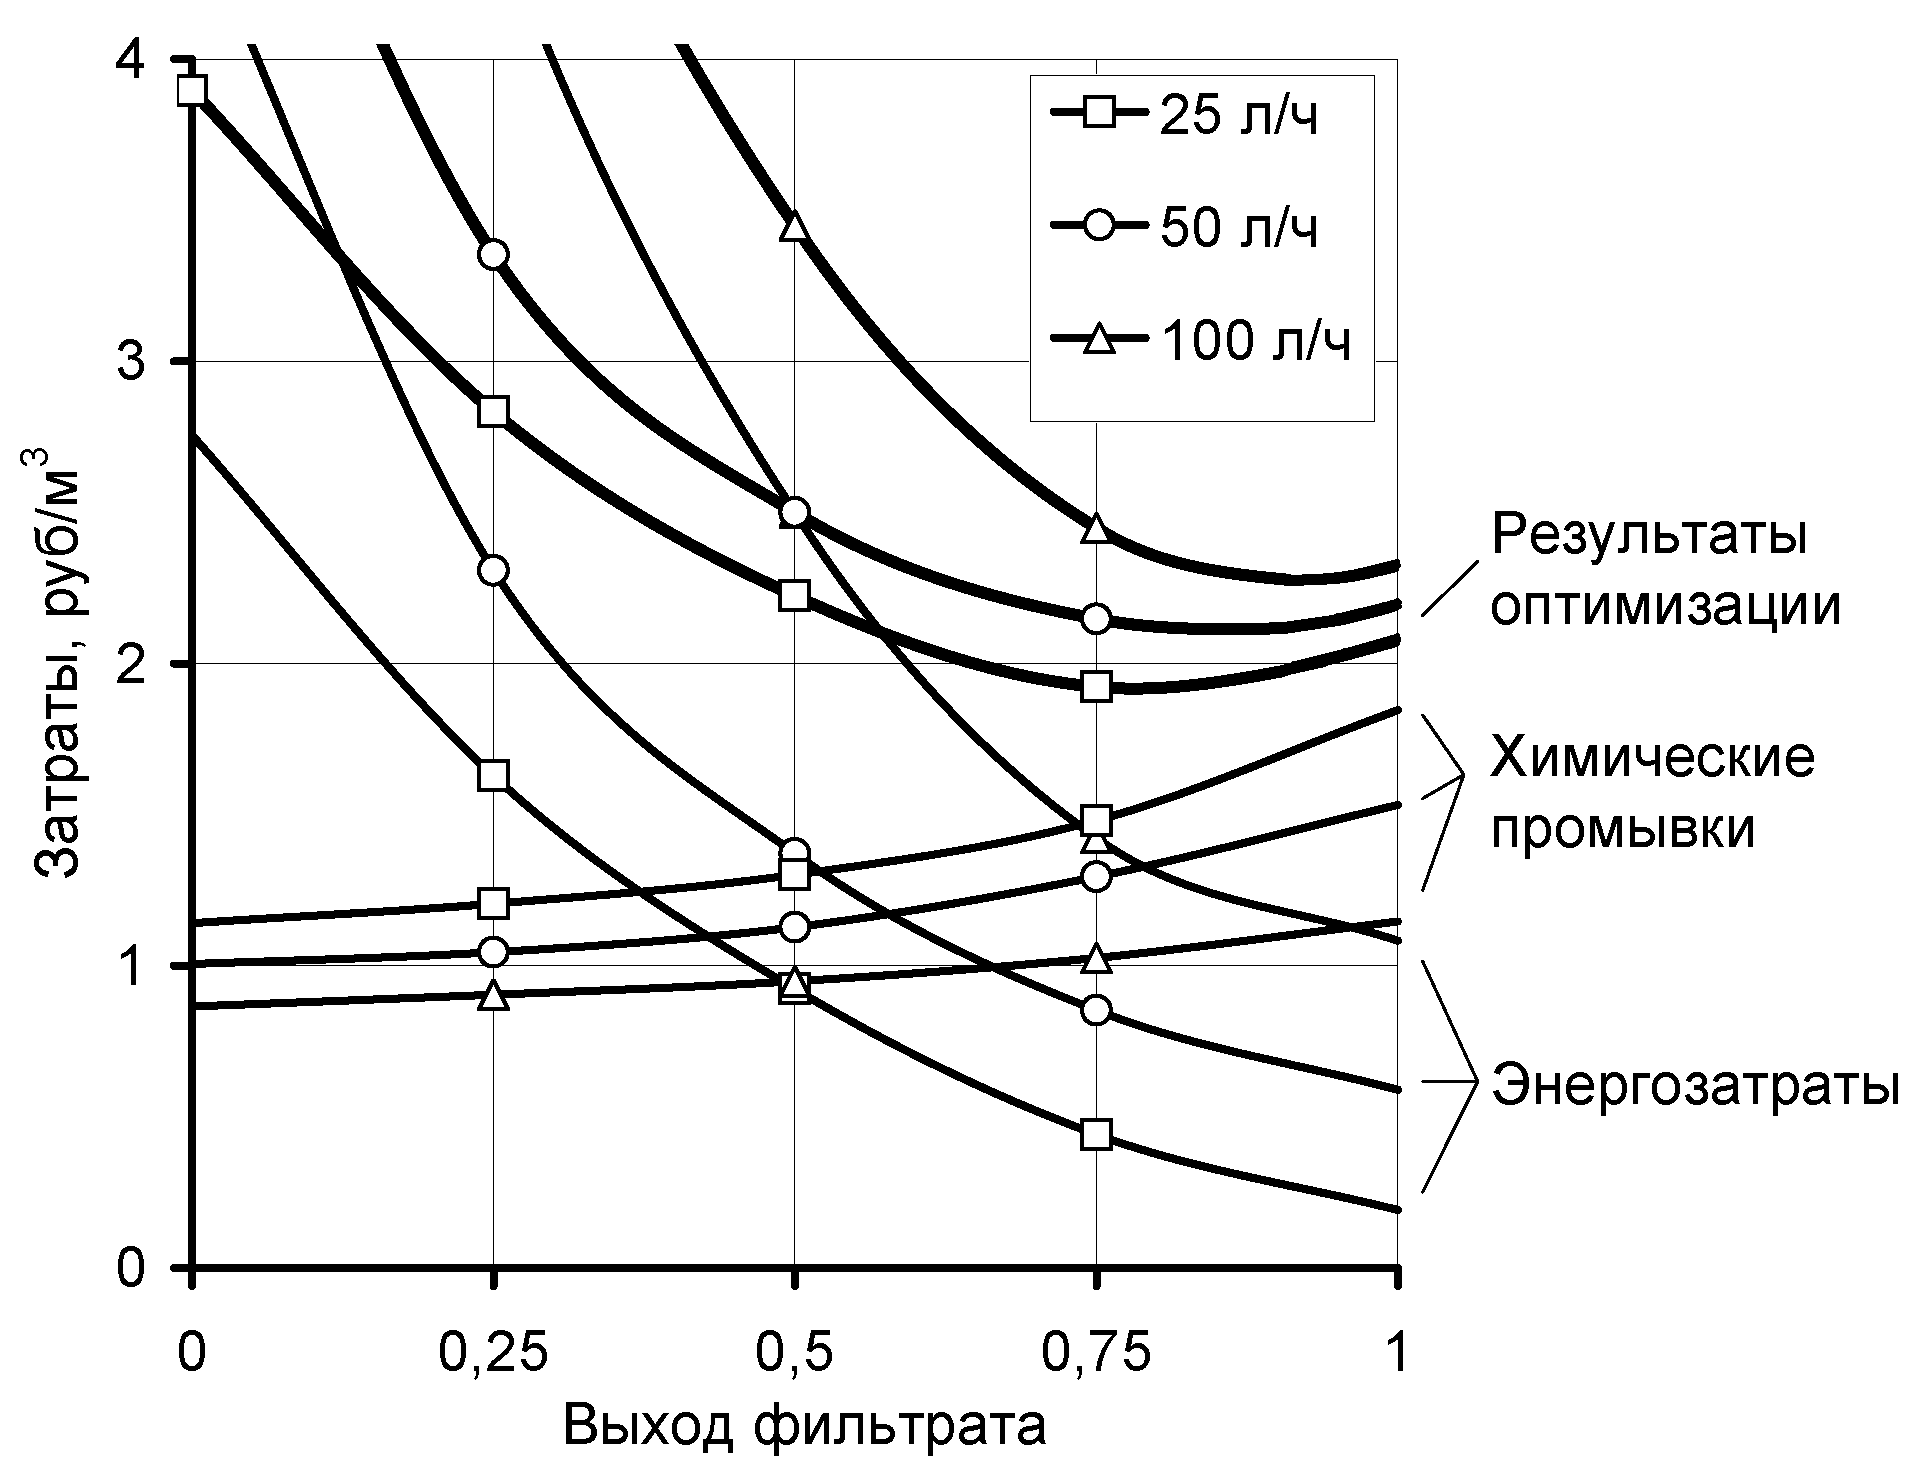 4
3
2
1
0
Затраты, руб/м³
25 л/ч
50 л/ч
100 л/ч
Результаты
оптимизации
Химические
промывки
Энергозатраты
0 0,25 0,5 0,75 1
Выход фильтрата